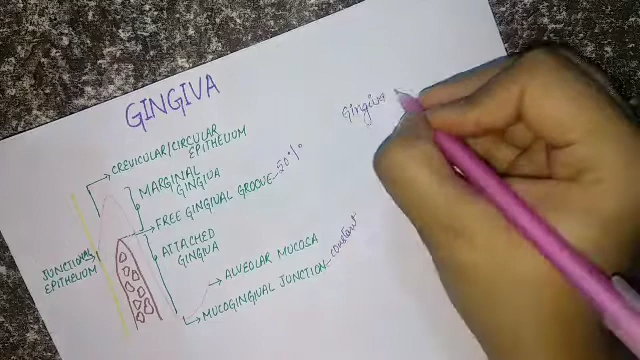 GINGIVA
CREVICULAR/CIRCULAR
EPITHELIUM
MARGINAL
GINGIVA
FREE GINGIVAL GROOVE-50%
ATTACHED
GINGIVA
JUNCTIONAL
EPITHELIUM
ALVEOLAR MUCOSA
MUCOGINGIVAL JUNCTION-constant
Gingiva